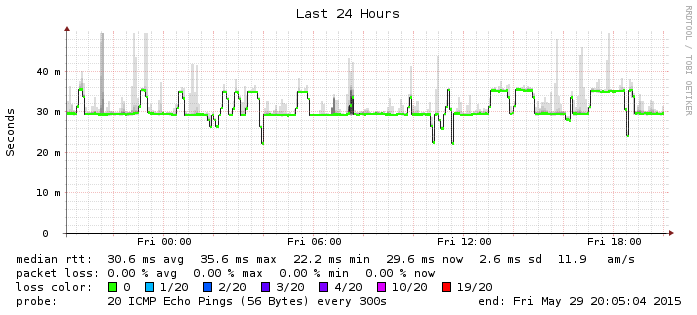 Last 24 Hours
RRDTOOL / TOBI OETIKER
Seconds
40 m
30 m
20 m
10 m
0
Fri 00:00 Fri 06:00 Fri 12:00 Fri 18:00
median rtt: 30.6 ms avg 35.6 ms max 22.2 ms min 29.6 ms now 2.6 ms sd 11.9 am/s
packet loss: 0.00 % avg 0.00 % max 0.00 % min 0.00 % now
loss color: 0 1/20 2/20 3/20 4/20 10/20 19/20
probe: 20 ICMP Echo Pings (56 Bytes) every 300s end: Fri May 29 20:05:04 2015